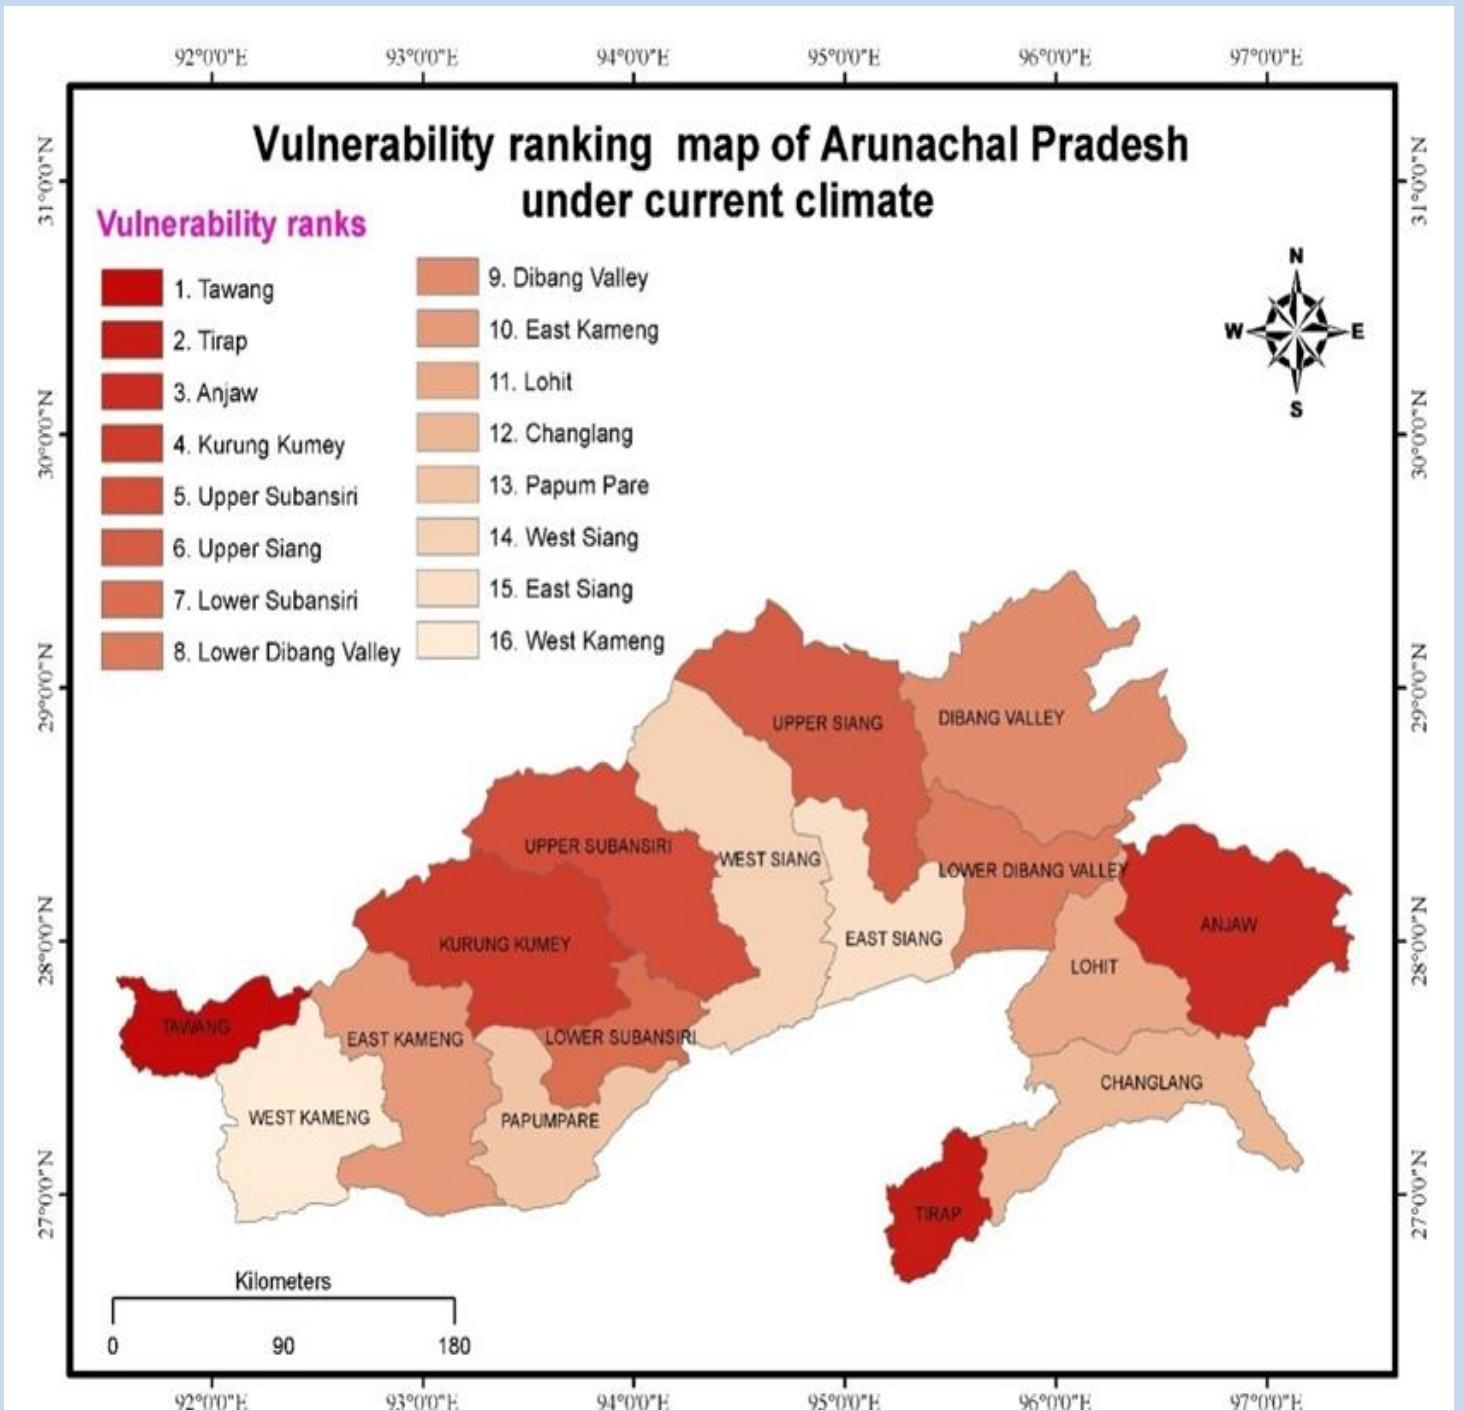 92°0'0"E 93°0'0"E 94°0'0"E 95°0'0"E 96°0'0"E 97°0'0"E
Vulnerability ranking map of Arunachal Pradesh
under current climate
Vulnerability ranks
1. Tawang
2. Tirap
3. Anjaw
4. Kurung Kumey
5. Upper Subansiri
6. Upper Siang
7. Lower Subansiri
8. Lower Dibang Valley
9. Dibang Valley
10. East Kameng
11. Lohit
12. Changlang
13. Papum Pare
14. West Siang
15. East Siang
16. West Kameng
N
W E
S
31°0'0"N 31°0'0"N
30°0'0"N 30°0'0"N
29°0'0"N 29°0'0"N
28°0'0"N 28°0'0"N
27°0'0"N 27°0'0"N
UPPER SIANG
DIBANG VALLEY
UPPER SUBANSIRI
WEST SIANG
LOWER DIBANG VALLEY
KURUNG KUMEY
EAST SIANG
ANJAW
LOHIT
TAWANG
EAST KAMENG
LOWER SUBANSIRI
CHANGLANG
WEST KAMENG
PAPUMPARE
TIRAP
Kilometers
0 90 180
92°0'0"E 93°0'0"E 94°0'0"E 95°0'0"E 96°0'0"E 97°0'0"E